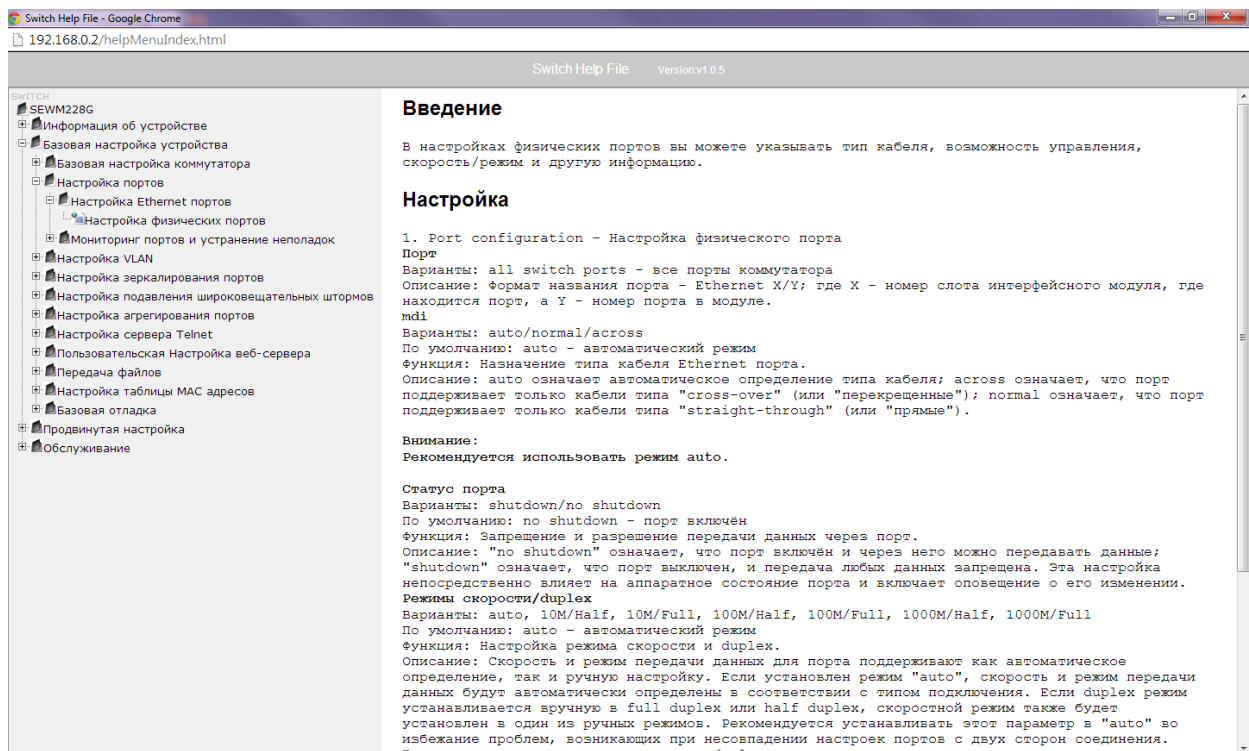 Switch Help File - Google Chrome
192.168.0.2/helpMenuIndex.html
Switch Help File Version:v1.0.5
SWITCH
SEWM228G
Информация об устройстве
Базовая настройка устройства
Базовая настройка коммутатора
Настройка портов
Настройка Ethernet портов
Настройка физических портов
Мониторинг портов и устранение неполадок
Настройка VLAN
Настройка зеркалирования портов
Настройка подавления широковещательных штормов
Настройка агрегирования портов
Настройка сервера Telnet
Пользовательская Настройка веб-сервера
Передача файлов
Настройка таблицы MAC адресов
Базовая отладка
Продвинутая настройка
Обслуживание
Введение
В настройках физических портов вы можете указывать тип кабеля, возможность управления,
скорость/режим и другую информацию.
Настройка
1. Port configuration - Настройка физического порта
Порт
Варианты: all switch ports - все порты коммутатора
Описание: Формат названия порта - Ethernet X/Y; где X - номер слота интерфейсного модуля, где
находится порт, а Y - номер порта в модуле.
mdi
Варианты: auto/normal/across
По умолчанию: auto - автоматический режим
Функция: Назначение типа кабеля Ethernet порта.
Описание: auto означает автоматическое определение типа кабеля; across означает, что порт
поддерживает только кабели типа "cross-over" (или "перекрещенные"); normal означает, что порт
поддерживает только кабели типа "straight-through" (или "прямые").
Внимание:
Рекомендуется использовать режим auto.
Статус порта
Варианты: shutdown/no shutdown
По умолчанию: no shutdown - порт включён
Функция: Запрещение и разрешение передачи данных через порт.
Описание: "no shutdown" означает, что порт включён и через него можно передавать данные;
"shutdown" означает, что порт выключен, и передача любых данных запрещена. Эта настройка
непосредственно влияет на аппаратное состояние порта и включает оповещение о его изменении.
Режимы скорости/duplex
Варианты: auto, 10M/Half, 10M/Full, 100M/Half, 100M/Full, 1000M/Half, 1000M/Full
По умолчанию: auto - автоматический режим
Функция: Настройка режима скорости и duplex.
Описание: Скорость и режим передачи данных для порта поддерживают как автоматическое
определение, так и ручную настройку. Если установлен режим "auto", скорость и режим передачи
данных будут автоматически определены в соответствии с типом подключения. Если duplex режим
устанавливается вручную в full duplex или half duplex, скоростной режим также будет
установлен в один из ручных режимов. Рекомендуется устанавливать этот параметр в "auto" во
избежание проблем, возникающих при несовпадении настроек портов с двух сторон соединения.